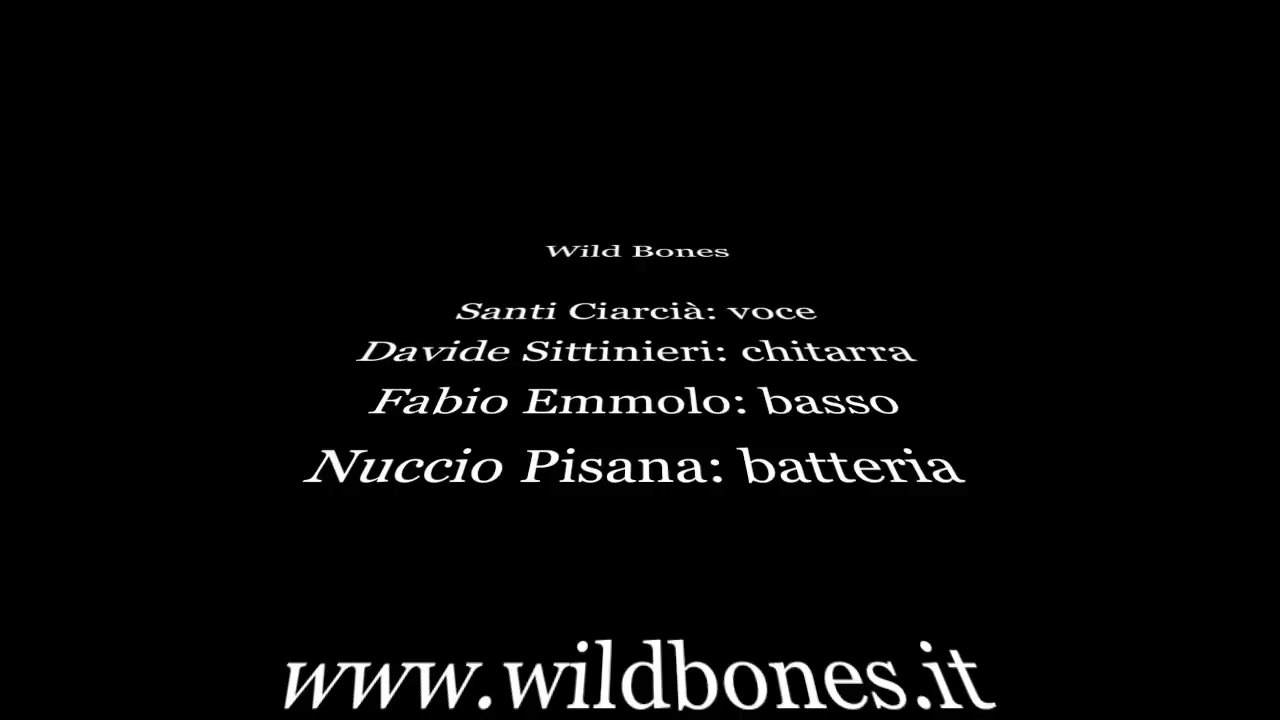 Wild Bones
Santi Ciarcià: voce
Davide Sittinieri: chitarra
Fabio Emmolo: basso
Nuccio Pisana: batteria
www.wildbones.it